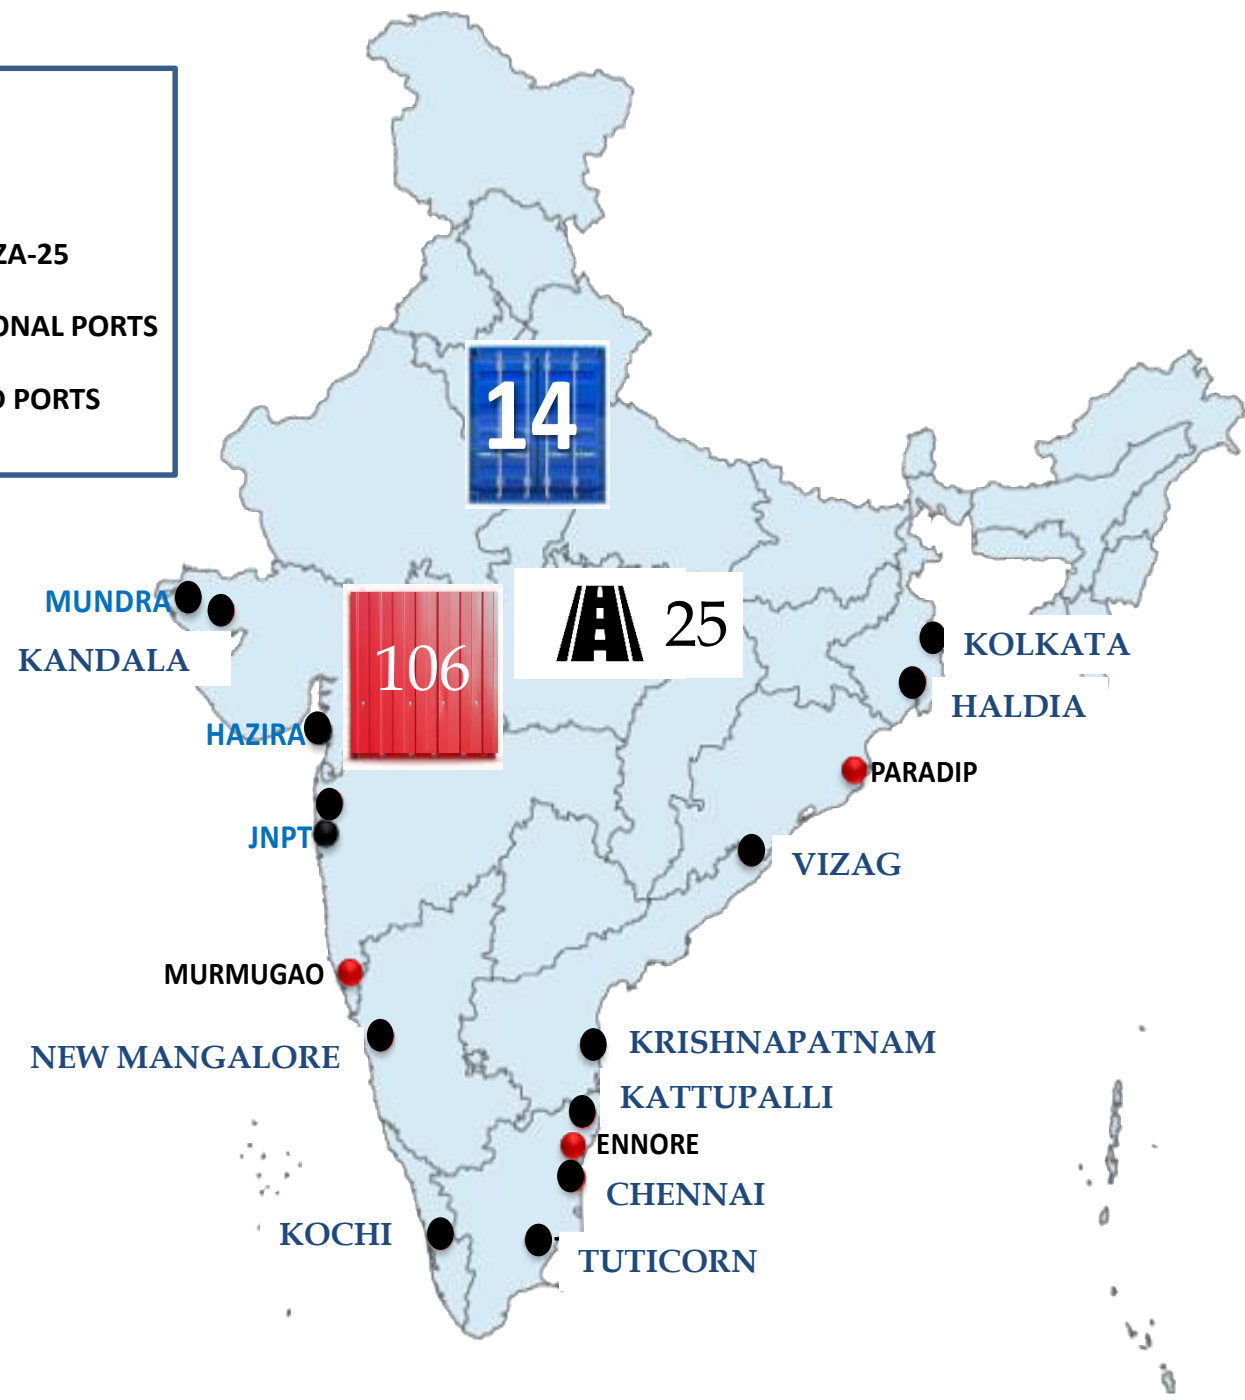 ZA-25
ONAL PORTS
D PORTS
14
MUNDRA
KANDALA
106
25
KOLKATA
HALDIA
HAZIRA
PARADIP
JNPT
VIZAG
MURMUGAO
NEW MANGALORE
KRISHNAPATNAM
KATTUPALLI
ENNORE
CHENNAI
KOCHI
TUTICORN